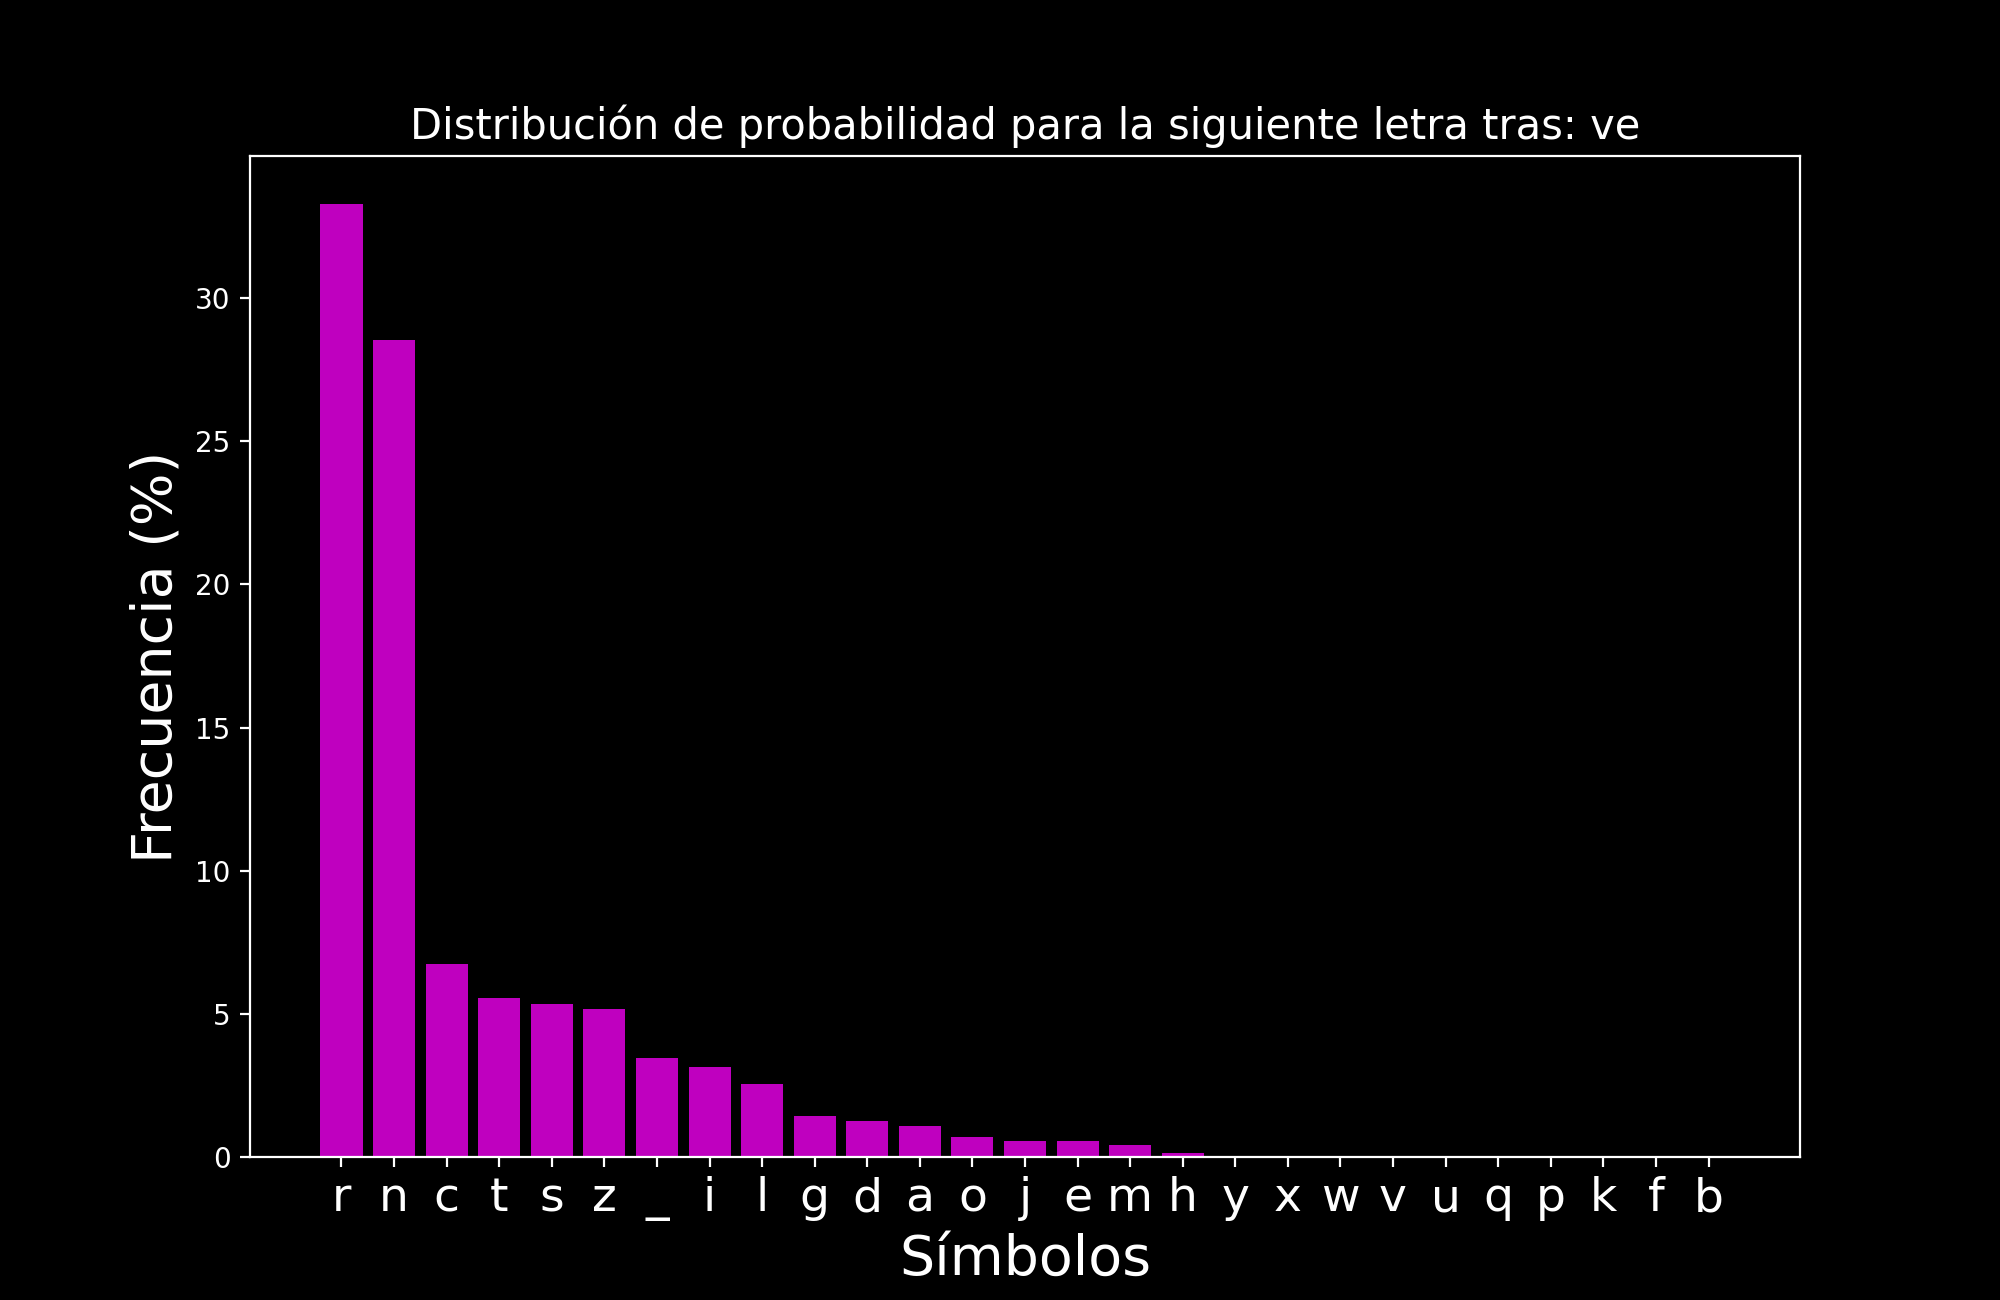 Distribución de probabilidad para la siguiente letra tras: ve
Frecuencia (%)
30
25
20
15
10
5
0
r n c t s z _ i l g d a o j e m h y x w v u q p k f b
Símbolos